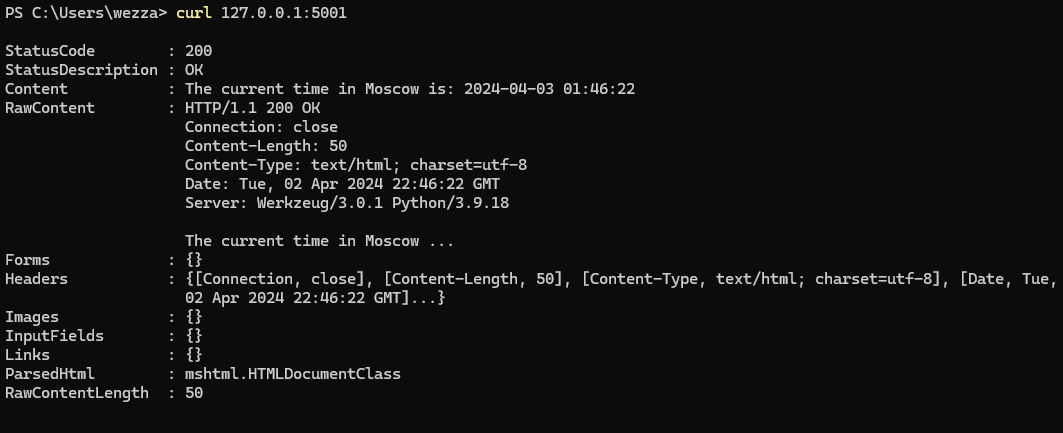 PS C:\Users\wezza> curl 127.0.0.1:5001
StatusCode        : 200
StatusDescription : OK
Content           : The current time in Moscow is: 2024-04-03 01:46:22
RawContent        : HTTP/1.1 200 OK
                    Connection: close
                    Content-Length: 50
                    Content-Type: text/html; charset=utf-8
                    Date: Tue, 02 Apr 2024 22:46:22 GMT
                    Server: Werkzeug/3.0.1 Python/3.9.18

                    The current time in Moscow ...
Forms             : {}
Headers           : {[Connection, close], [Content-Length, 50], [Content-Type, text/html; charset=utf-8], [Date, Tue,
                    02 Apr 2024 22:46:22 GMT]...}
Images            : {}
InputFields       : {}
Links             : {}
ParsedHtml        : mshtml.HTMLDocumentClass
RawContentLength  : 50